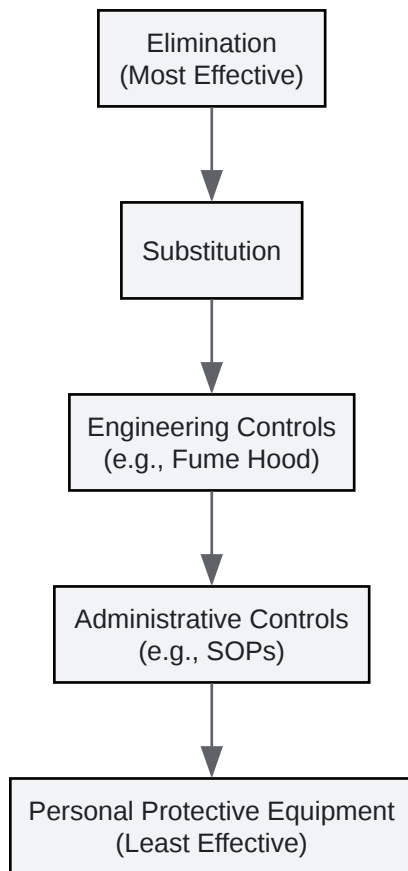 Elimination
(Most Effective)
Substitution
Engineering Controls
(e.g., Fume Hood)
Administrative Controls
(e.g., SOPs)
Personal Protective Equipment
(Least Effective)